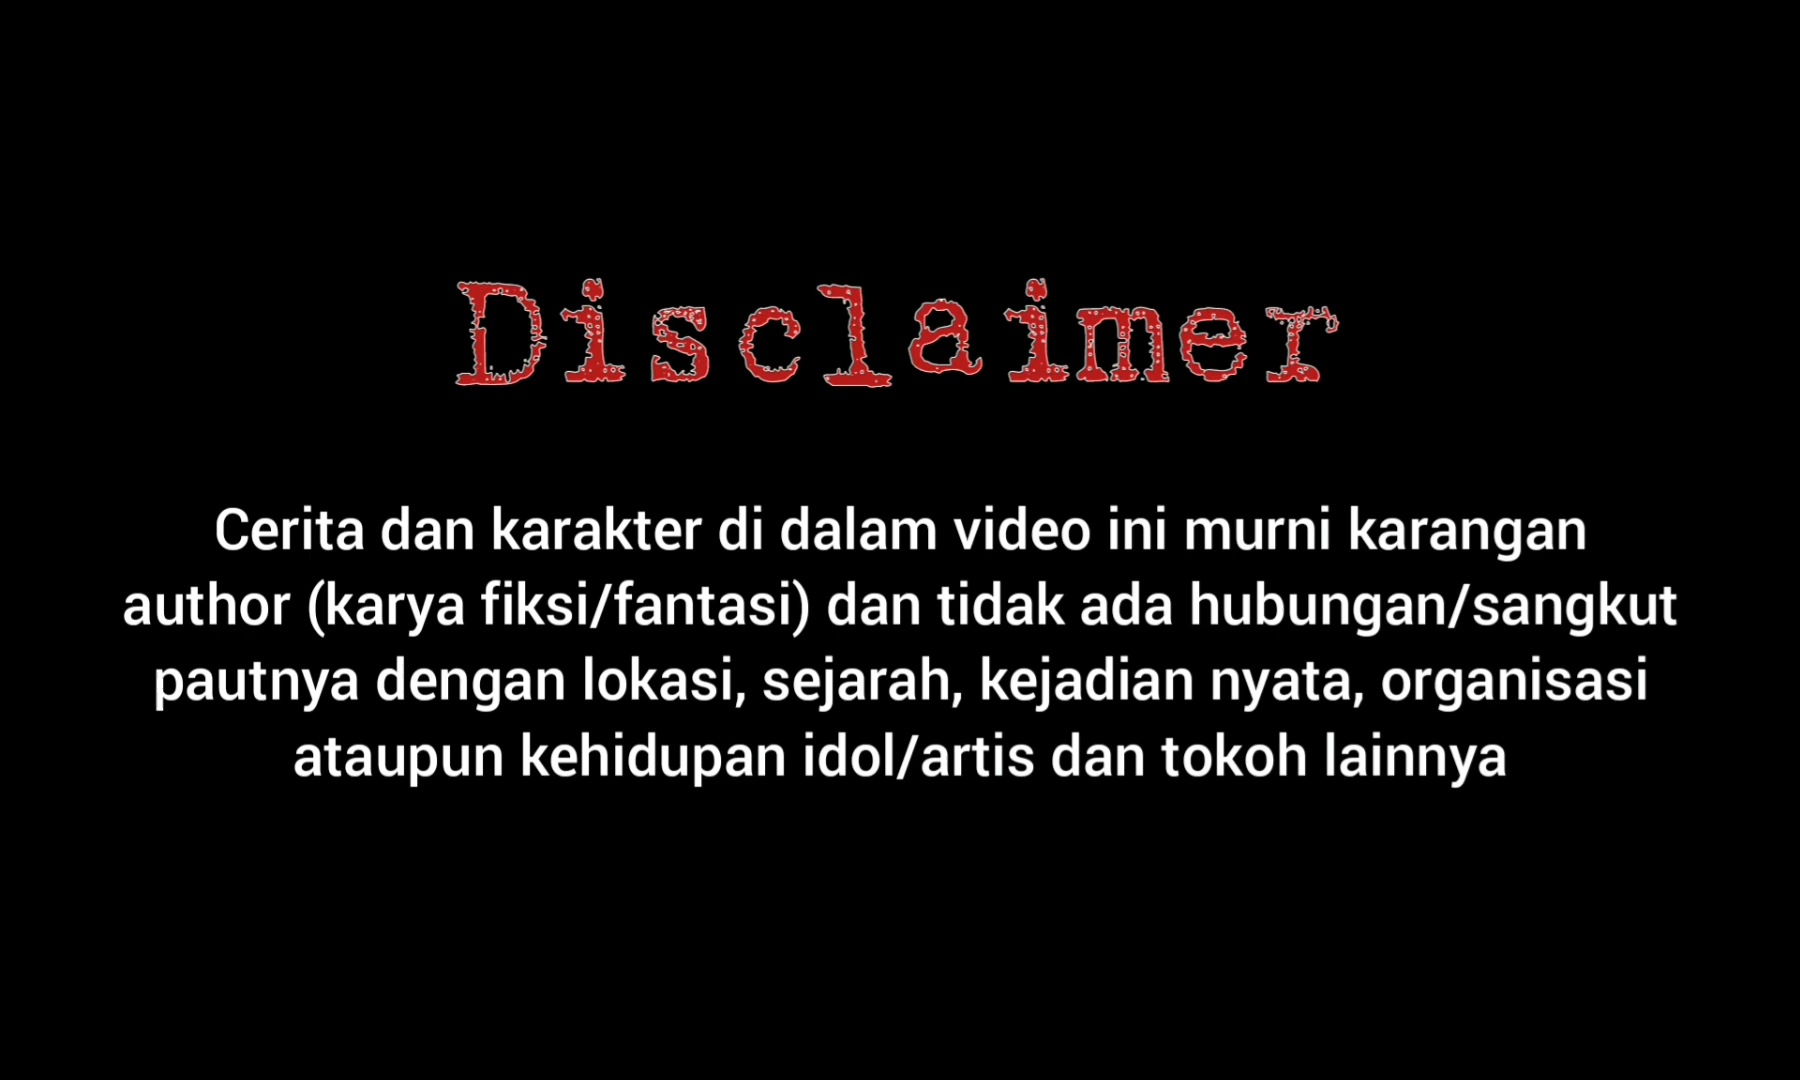 Disclaimer
Cerita dan karakter di dalam video ini murni karangan
author (karya fiksi/fantasi) dan tidak ada hubungan/sangkut
pautnya dengan lokasi, sejarah, kejadian nyata, organisasi
ataupun kehidupan idol/artis dan tokoh lainnya